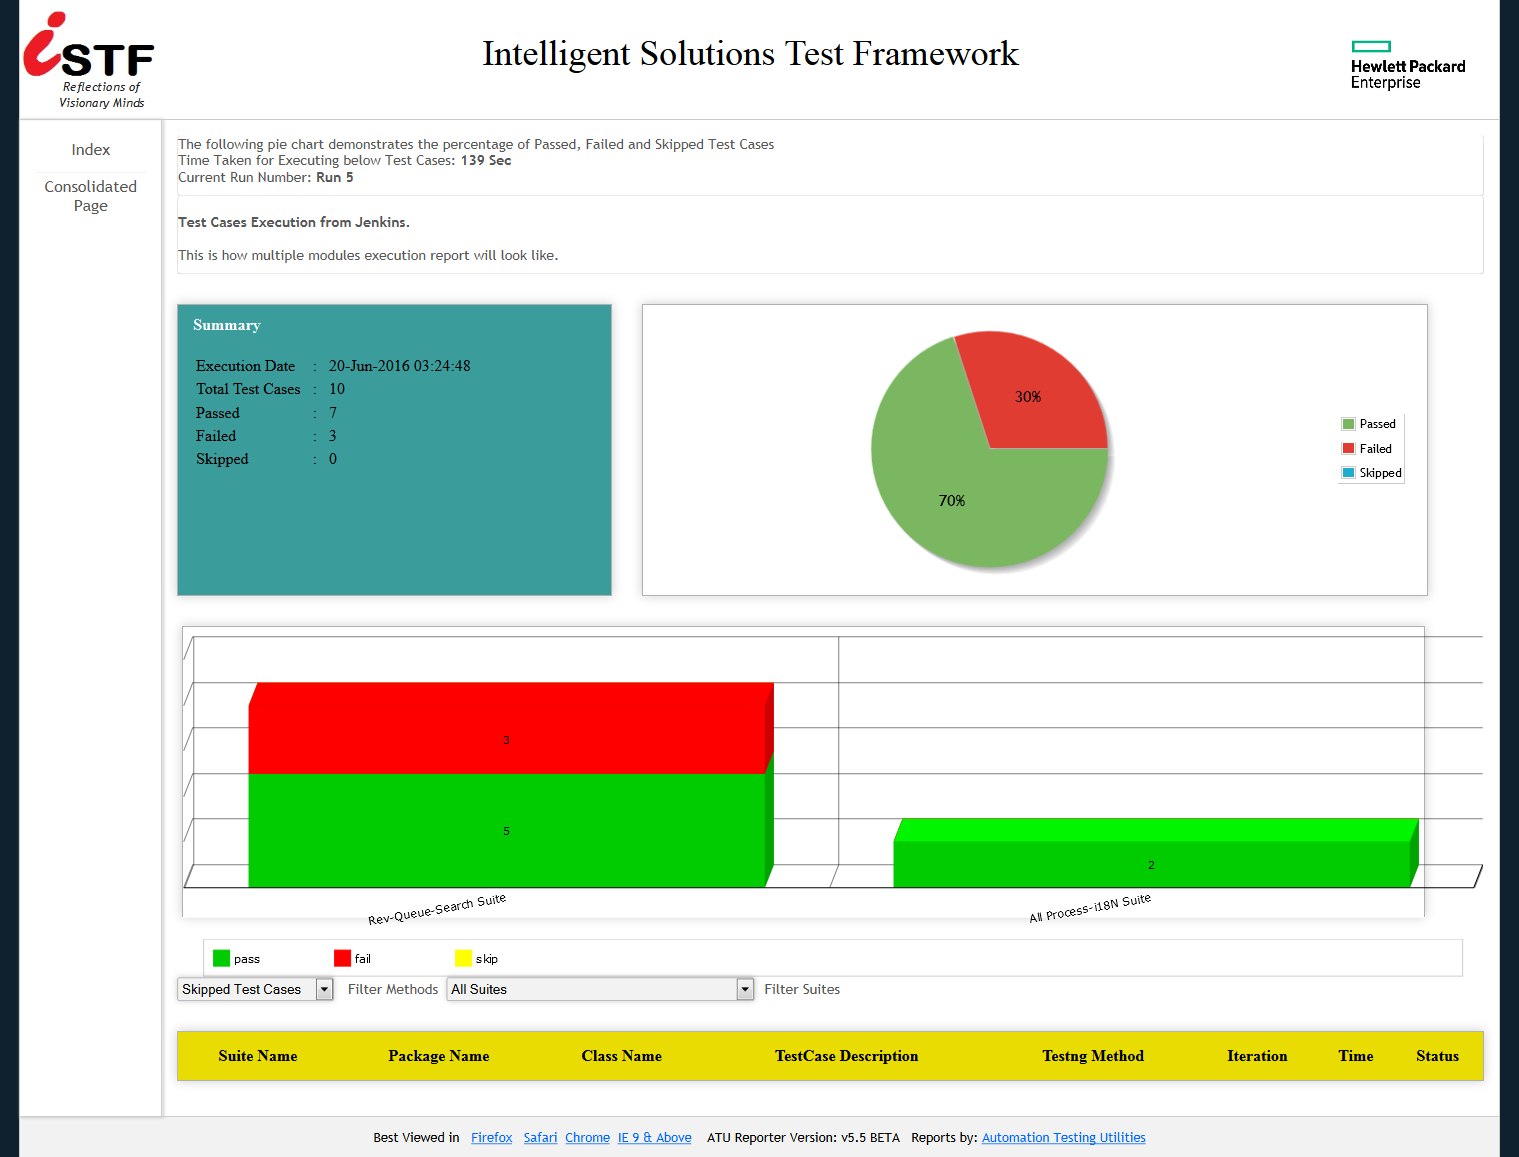 iSTF
Reflections of
Visionary Minds
Intelligent Solutions Test Framework
Hewlett Packard
Enterprise
Index
Consolidated
Page
The following pie chart demonstrates the percentage of Passed, Failed and Skipped Test Cases
Time Taken for Executing below Test Cases: 139 Sec
Current Run Number: Run 5
Test Cases Execution from Jenkins.
This is how multiple modules execution report will look like.
Summary
Execution Date : 20-Jun-2016 03:24:48
Total Test Cases : 10
Passed : 7
Failed : 3
Skipped : 0
30%
70%
Passed
Failed
Skipped
3
5
2
Rev-Queue-Search Suite
All Process-i18N Suite
pass fail skip
Skipped Test Cases Filter Methods All Suites Filter Suites
Suite Name Package Name Class Name TestCase Description Testng Method Iteration Time Status
Best Viewed in Firefox Safari Chrome IE 9 & Above ATU Reporter Version: v5.5 BETA Reports by: Automation Testing Utilities